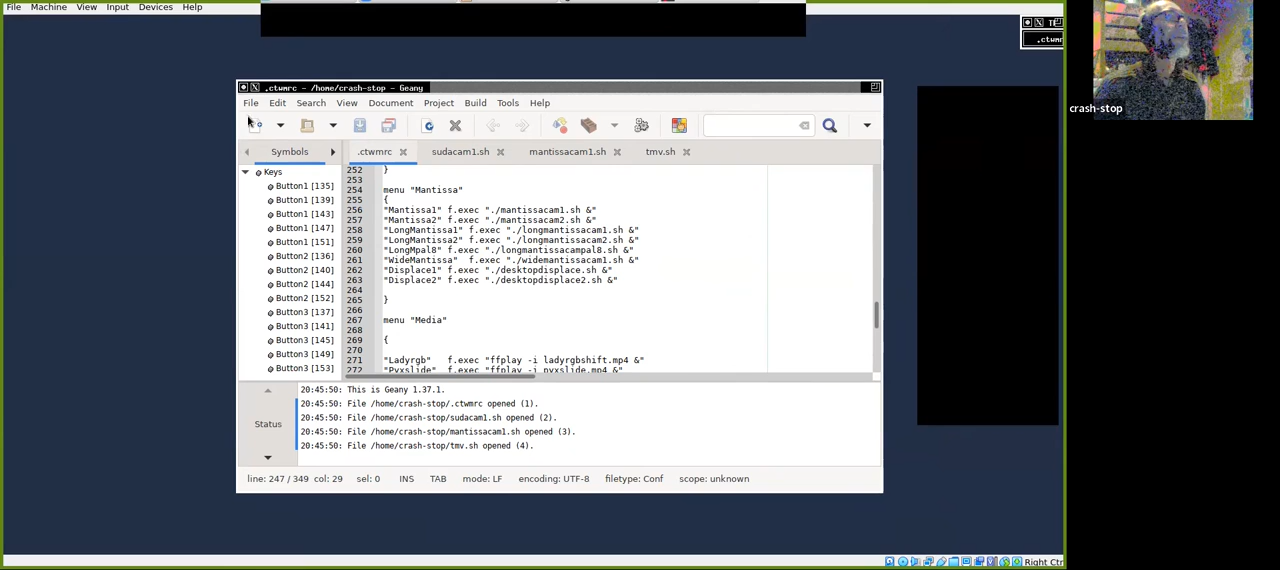 File Machine View Input Devices Help
.ctwmrc - /home/crash-stop - Geany
File Edit Search View Document Project Build Tools Help
Symbols
.ctwmrc sudacam1.sh mantissacam1.sh tmv.sh
Keys
Button1 [135]
Button1 [139]
Button1 [143]
Button1 [147]
Button1 [151]
Button2 [136]
Button2 [140]
Button2 [144]
Button2 [152]
Button3 [137]
Button3 [141]
Button3 [145]
Button3 [149]
Button3 [153]
252 }
253
254 menu "Mantissa"
255 {
256 "Mantissa1" f.exec "./mantissacam1.sh &"
257 "Mantissa2" f.exec "./mantissacam2.sh &"
258 "LongMantissa1" f.exec "./longmantissacam1.sh &"
259 "LongMantissa2" f.exec "./longmantissacam2.sh &"
260 "LongMpal8" f.exec "./longmantissacampal8.sh &"
261 "WideMantissa" f.exec "./widemantissacam1.sh &"
262 "Displace1" f.exec "./desktopdisplace.sh &"
263 "Displace2" f.exec "./desktopdisplace2.sh &"
264
265 }
266
267 menu "Media"
268
269 {
270
271 "Ladyrgb" f.exec "ffplay -i ladyrgbshift.mp4 &"
272 "Pyxslide" f.exec "ffplay -i pyxslide.mp4 &"
Status
20:45:50: This is Geany 1.37.1.
20:45:50: File /home/crash-stop/.ctwmrc opened (1).
20:45:50: File /home/crash-stop/sudacam1.sh opened (2).
20:45:50: File /home/crash-stop/mantissacam1.sh opened (3).
20:45:50: File /home/crash-stop/tmv.sh opened (4).
line: 247 / 349 col: 29 sel: 0 INS TAB mode: LF encoding: UTF-8 filetype: Conf scope: unknown
.ctwmr
crash-stop
Right Ctr